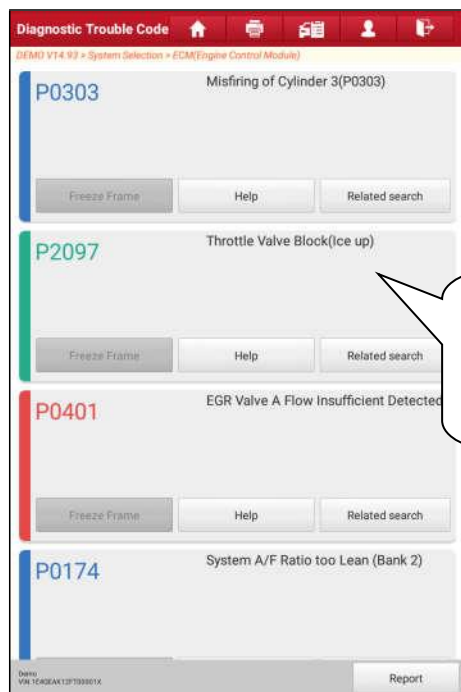 Diagnostic Trouble Code
DEMO V14.93 > System Selection > ECM(Engine Control Module)
P0303
Misfiring of Cylinder 3(P0303)
Freeze Frame
Help
Related search
P2097
Throttle Valve Block(Ice up)
Freeze Frame
Help
Related search
P0401
EGR Valve A Flow Insufficient Detected
Freeze Frame
Help
Related search
P0174
System A/F Ratio too Lean (Bank 2)
Demo
VIN
Report